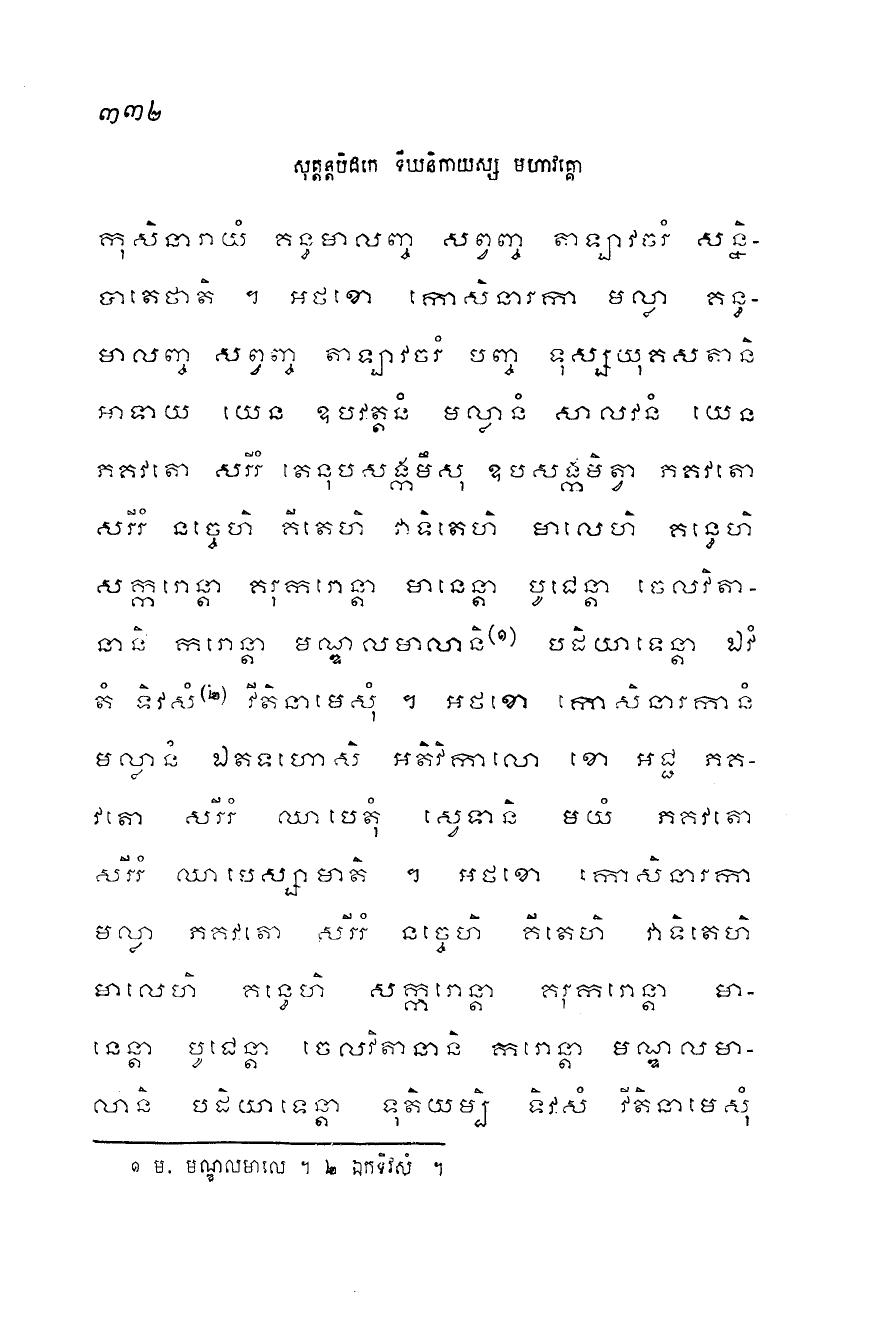 ៣៣២
សុត្តន្តបិដកេ ទីឃនិកាយស្ស មហាវគ្គោ
កុសិនារាយំ គន្ធមាលញ្ច សព្វញ្ច តាឡាវចរំ សន្និ-
បាតេថាតិ ។ អថខោ កោសិនារកា មល្លា គន្ធ-
មាលញ្ច សព្វញ្ច តាឡាវចរំ បញ្ច ទុស្សយុគសតានិ
អាទាយ យេន ឧបវត្តនំ មល្លានំ សាលវនំ យេន
ភគវតោ សរីរំ តេនុបសង្កមឹសុ ឧបសង្កមិត្វា ភគវតោ
សរីរំ នច្ចេហិ គីតេហិ វាទិតេហិ មាលេហិ គន្ធេហិ
សក្ករោន្តា គរុករោន្តា មានេន្តា បូជេន្តា ចេលវិតា-
នានិ ករោន្តា មណ្ឌលមាលានិ(១) បដិយាទេន្តា ឯវំ
តំ ទិវសំ(២) វីតិនាមេសុំ ។ អថខោ កោសិនារកានំ
មល្លានំ ឯតទហោសិ អតិវិកាលោ ខោ អជ្ជ ភគ-
វតោ សរីរំ ឈាបេតុំ ស្វេទានិ មយំ ភគវតោ
សរីរំ ឈាបេស្សាមាតិ ។ អថខោ កោសិនារកា
មល្លា ភគវតោ សរីរំ នច្ចេហិ គីតេហិ វាទិតេហិ
មាលេហិ គន្ធេហិ សក្ករោន្តា គរុករោន្តា មា-
នេន្តា បូជេន្តា ចេលវិតានានិ ករោន្តា មណ្ឌលមា-
លានិ បដិយាទេន្តា ទុតិយម្បិ ទិវសំ វីតិនាមេសុំ
១ ម. មណ្ឌលមាលេ ។ ២ ឯកទិវសំ ។